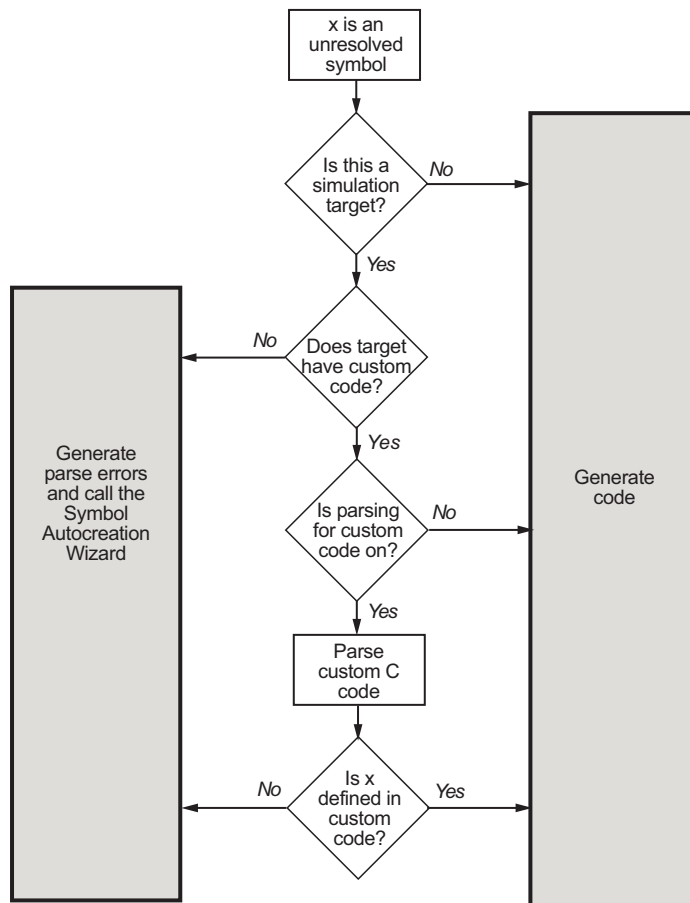 x is an
unresolved
symbol
Is this a
simulation
target?
No
Yes
No
Does target
have custom
code?
Yes
Generate
parse errors
and call the
Symbol
Autocreation
Wizard
Is parsing
for custom
code on?
No
Generate
code
Yes
Parse
custom C
code
No
Is x
defined in
custom
code?
Yes